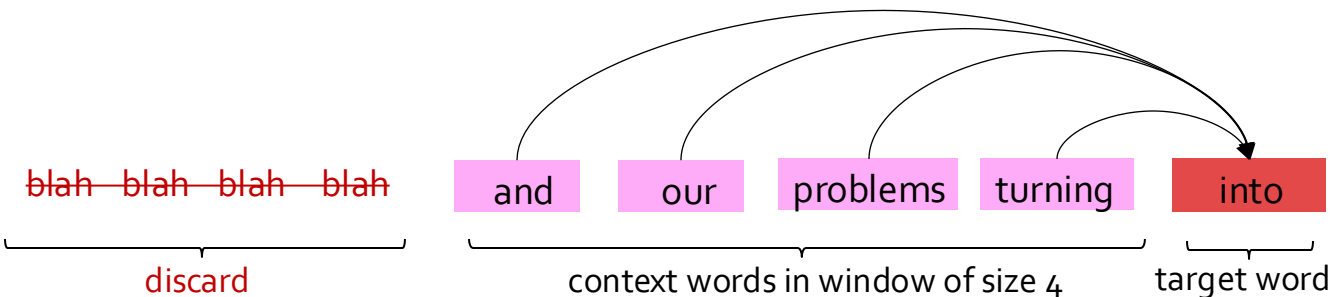 blah blah blah blah and our problems turning into
discard context words in window of size 4 target word